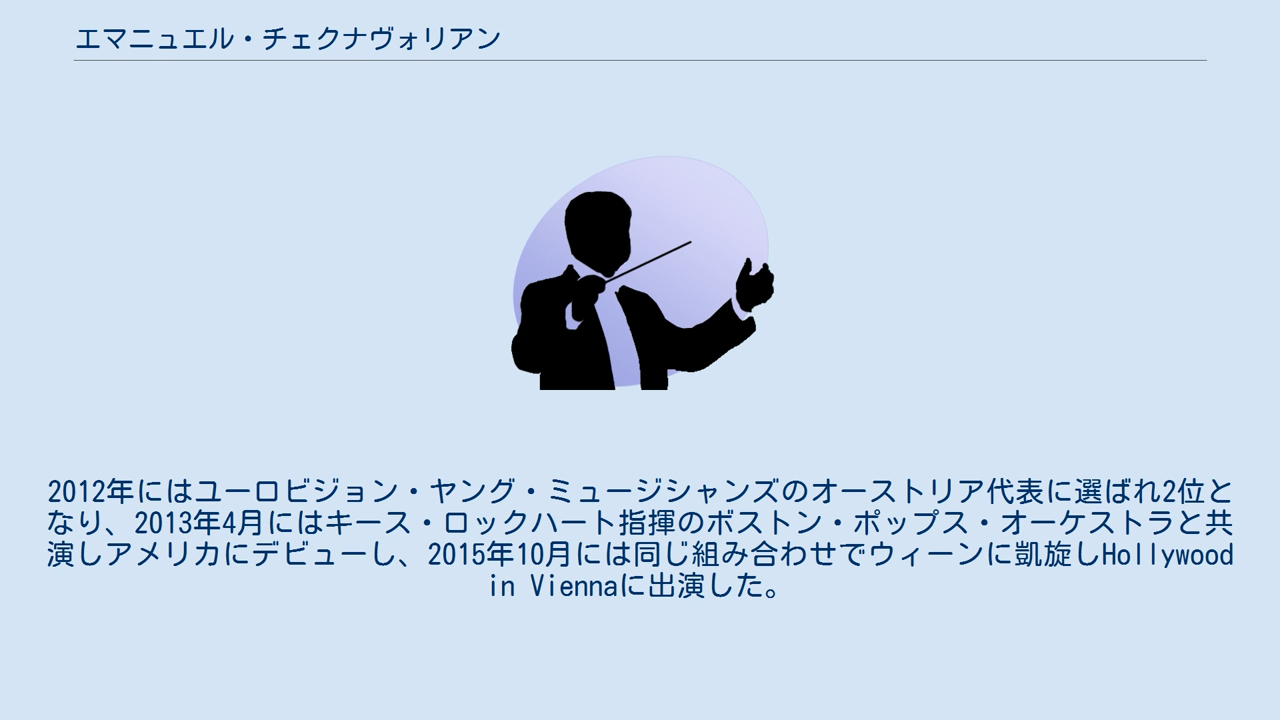 エマニュエル・チェクナヴォリアン
2012年にはユーロビジョン・ヤング・ミュージシャンズのオーストリア代表に選ばれ2位と
なり、2013年4月にはキース・ロックハート指揮のボストン・ポップス・オーケストラと共
演しアメリカにデビューし、2015年10月には同じ組み合わせでウィーンに凱旋しHollywood
in Viennaに出演した。